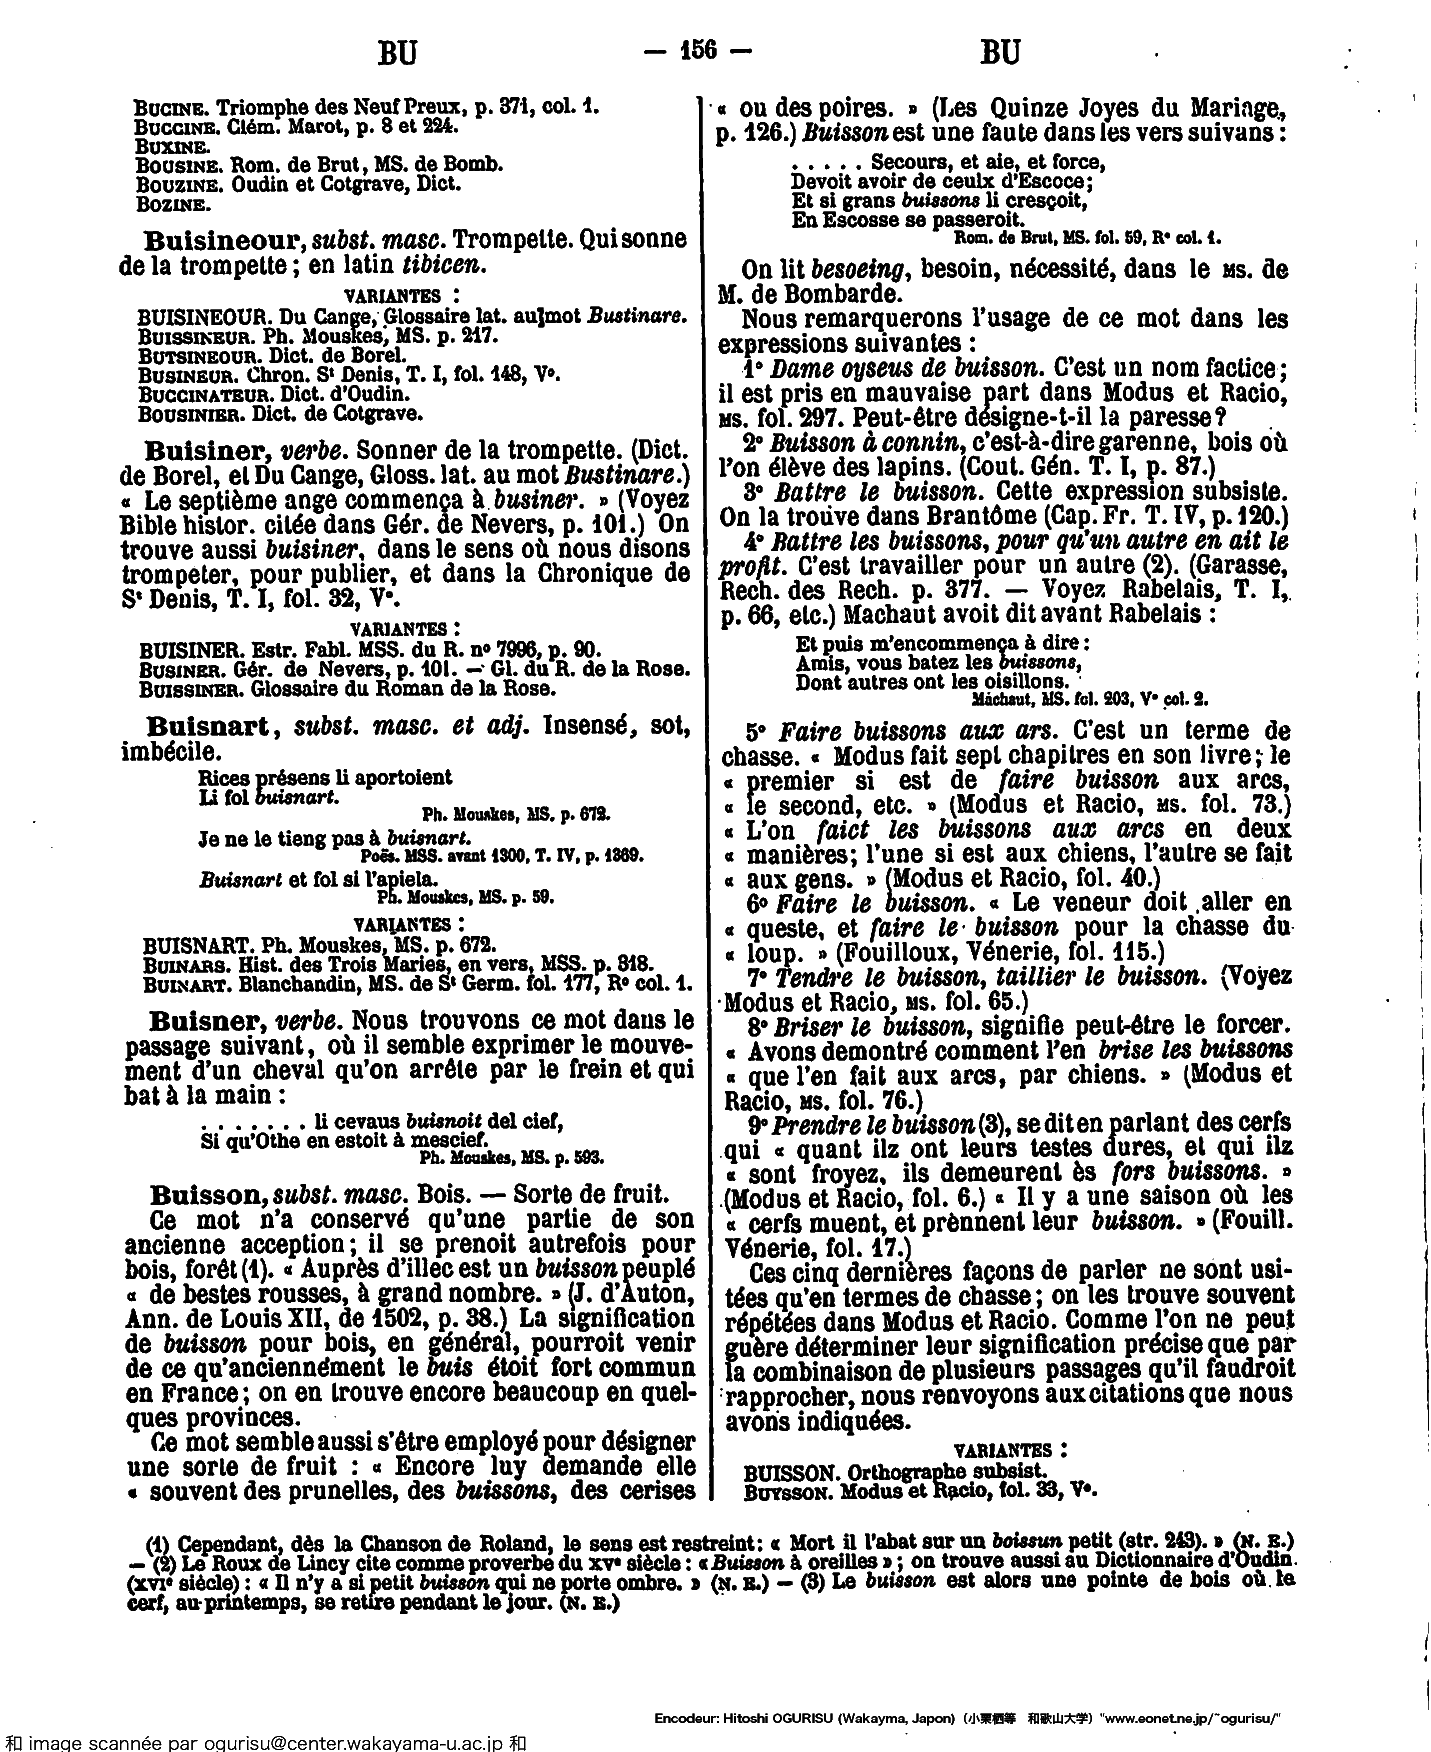 BU — 156 — BU
BUCINE. Triomphe des Neuf Preux, p. 371, col. 1.
BUCCINE. Clém. Marot, p. 8 et 224.
BUXINE.
BOUSINE. Rom. de Brut, MS. de Bomb.
BOUZINE. Oudin et Cotgrave, Dict.
BOZINE.
Buisineour, subst. masc. Trompette. Qui sonne
de la trompette ; en latin tibicen.
VARIANTES :
BUISINEOUR. Du Cange, Glossaire lat. au mot Bustinare.
BUISSINEUR. Ph. Mouskes, MS. p. 217.
BUTSINEOUR. Dict. de Borel.
BUSINEUR. Chron. St Denis, T. I, fol. 148, Vo.
BUCCINATEUR. Dict. d'Oudin.
BOUSINIER. Dict. de Cotgrave.
Buisiner, verbe. Sonner de la trompette. (Dict.
de Borel, et Du Cange, Gloss. lat. au mot Bustinare.)
« Le septième ange commença à businer. » (Voyez
Bible histor. citée dans Gér. de Nevers, p. 101.) On
trouve aussi buisiner, dans le sens où nous disons
trompeter, pour publier, et dans la Chronique de
St Denis, T. I, fol. 32, Vo.
VARIANTES :
BUISINER. Estr. Fabl. MSS. du R. no 7996, p. 90.
BUSINER. Gér. de Nevers, p. 101. — Gl. du R. de la Rose.
BUISSINER. Glossaire du Roman de la Rose.
Buisnart, subst. masc. et adj. Insensé, sot,
imbécile.
Rices présens li aportoient
Li fol buisnart.
Ph. Mouskes, MS. p. 672.
Je ne le tieng pas à buisnart.
Poës. MSS. avant 1300, T. IV, p. 1369.
Buisnart et fol si l'apiela.
Ph. Mouskes, MS. p. 59.
VARIANTES :
BUISNART. Ph. Mouskes, MS. p. 672.
BUINARS. Hist. des Trois Maries, en vers, MSS. p. 318.
BUINART. Blanchandin, MS. de St Germ. fol. 177, Ro col. 1.
Buisner, verbe. Nous trouvons ce mot dans le
passage suivant, où il semble exprimer le mouve-
ment d'un cheval qu'on arrête par le frein et qui
bat à la main :
. . . . . . . li cevaus buisnoit del cief,
Si qu'Othe en estoit à mescief.
Ph. Mouskes, MS. p. 593.
Buisson, subst. masc. Bois. — Sorte de fruit.
Ce mot n'a conservé qu'une partie de son
ancienne acception ; il se prenoit autrefois pour
bois, forêt (1). « Auprès d'illec est un buisson peuplé
« de bestes rousses, à grand nombre. » (J. d'Auton,
Ann. de Louis XII, de 1502, p. 38.) La signification
de buisson pour bois, en général, pourroit venir
de ce qu'anciennément le buis étoit fort commun
en France ; on en trouve encore beaucoup en quel-
ques provinces.
Ce mot semble aussi s'être employé pour désigner
une sorte de fruit : « Encore luy demande elle
« souvent des prunelles, des buissons, des cerises
« ou des poires. » (Les Quinze Joyes du Mariage,
p. 126.) Buisson est une faute dans les vers suivans :
. . . . . Secours, et aie, et force,
Devoit avoir de ceulx d'Escoce ;
Et si grans buissons li cresçoit,
En Escosse se passeroit.
Rom. de Brut, MS. fol. 59, Ro col. 1.
On lit besoeing, besoin, nécessité, dans le MS. de
M. de Bombarde.
Nous remarquerons l'usage de ce mot dans les
expressions suivantes :
1o Dame oyseus de buisson. C'est un nom factice ;
il est pris en mauvaise part dans Modus et Racio,
MS. fol. 297. Peut-être désigne-t-il la paresse ?
2o Buisson à connin, c'est-à-dire garenne, bois où
l'on élève des lapins. (Cout. Gén. T. I, p. 87.)
3o Battre le buisson. Cette expression subsiste.
On la trouve dans Brantôme (Cap. Fr. T. IV, p. 120.)
4o Battre les buissons, pour qu'un autre en ait le
profit. C'est travailler pour un autre (2). (Garasse,
Rech. des Rech. p. 377. — Voyez Rabelais, T. I,
p. 66, etc.) Machaut avoit dit avant Rabelais :
Et puis m'encommença à dire :
Amis, vous batez les buissons,
Dont autres ont les oisillons.
Machaut, MS. fol. 203, Vo col. 2.
5o Faire buissons aux ars. C'est un terme de
chasse. « Modus fait sept chapitres en son livre ; le
« premier si est de faire buisson aux arcs,
« le second, etc. » (Modus et Racio, MS. fol. 73.)
« L'on faict les buissons aux arcs en deux
« manières ; l'une si est aux chiens, l'autre se fait
« aux gens. » (Modus et Racio, fol. 40.)
6o Faire le buisson. « Le veneur doit aller en
« queste, et faire le buisson pour la chasse du
« loup. » (Fouilloux, Vénerie, fol. 115.)
7o Tendre le buisson, taillier le buisson. (Voyez
Modus et Racio, MS. fol. 65.)
8o Briser le buisson, signifie peut-être le forcer.
« Avons demontré comment l'en brise les buissons
« que l'en fait aux arcs, par chiens. » (Modus et
Racio, MS. fol. 76.)
9o Prendre le buisson (3), se dit en parlant des cerfs
qui « quant ilz ont leurs testes dures, et qui ilz
« sont froyez, ils demeurent ès fors buissons. »
(Modus et Racio, fol. 6.) « Il y a une saison où les
« cerfs muent, et prènnent leur buisson. » (Fouill.
Vénerie, fol. 17.)
Ces cinq dernières façons de parler ne sont usi-
tées qu'en termes de chasse ; on les trouve souvent
répétées dans Modus et Racio. Comme l'on ne peut
guère déterminer leur signification précise que par
la combinaison de plusieurs passages qu'il faudroit
rapprocher, nous renvoyons aux citations que nous
avons indiquées.
VARIANTES :
BUISSON. Orthographe subsist.
BUYSSON. Modus et Racio, fol. 33, Vo.
(1) Cependant, dès la Chanson de Roland, le sens est restreint : « Mort il l'abat sur un boissun petit (str. 243). » (N. E.)
— (2) Le Roux de Lincy cite comme proverbe du XVe siècle : « Buisson à oreilles » ; on trouve aussi au Dictionnaire d'Oudin
(XVIe siècle) : « Il n'y a si petit buisson qui ne porte ombre. » (N. E.) — (3) Le buisson est alors une pointe de bois où le
cerf, au printemps, se retire pendant le jour. (N. E.)
Encodeur: Hitoshi OGURISU (Wakayma, Japon) (小栗栖等 和歌山大学) "www.eonet.ne.jp/~ogurisu/"
和 image scannée par ogurisu@center.wakayama-u.ac.jp 和